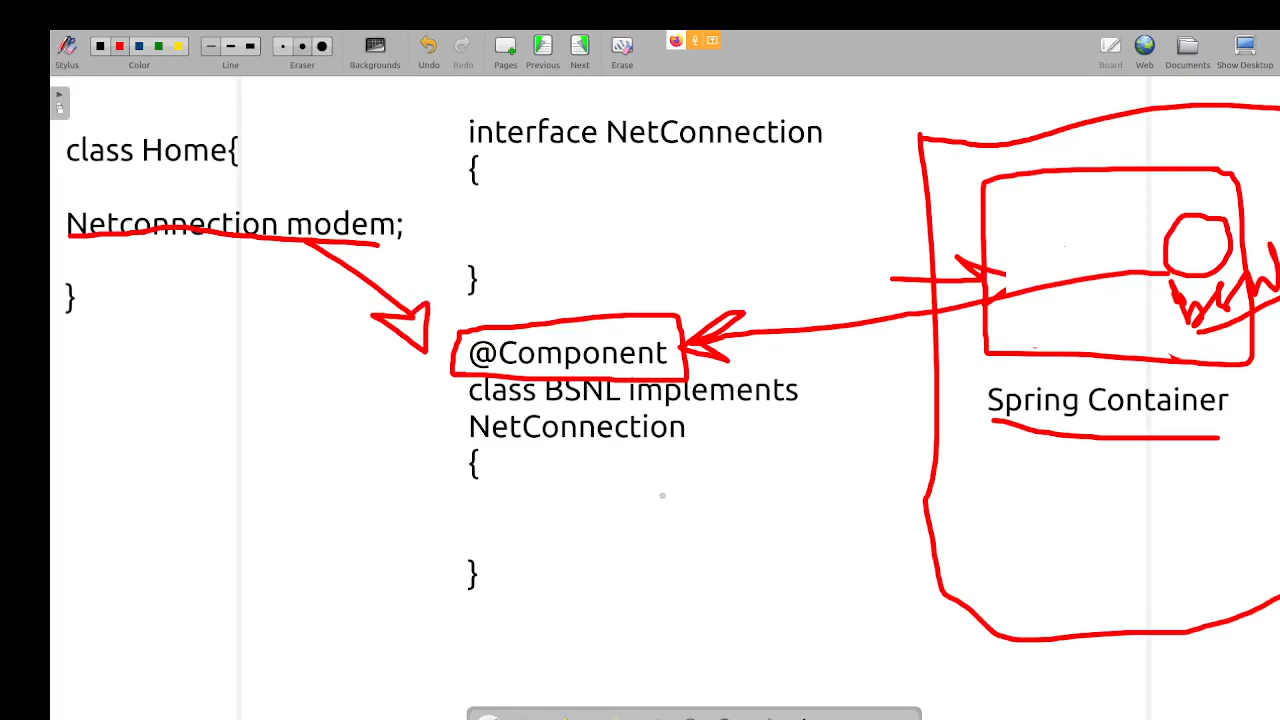 Stylus
Color
Line
Eraser
Backgrounds
Undo
Redo
Pages
Previous
Next
Erase
Board
Web
Documents
Show Desktop
class Home{
Netconnection modem;
}
interface NetConnection
{
}
@Component
class BSNL implements
NetConnection
{
}
Spring Container